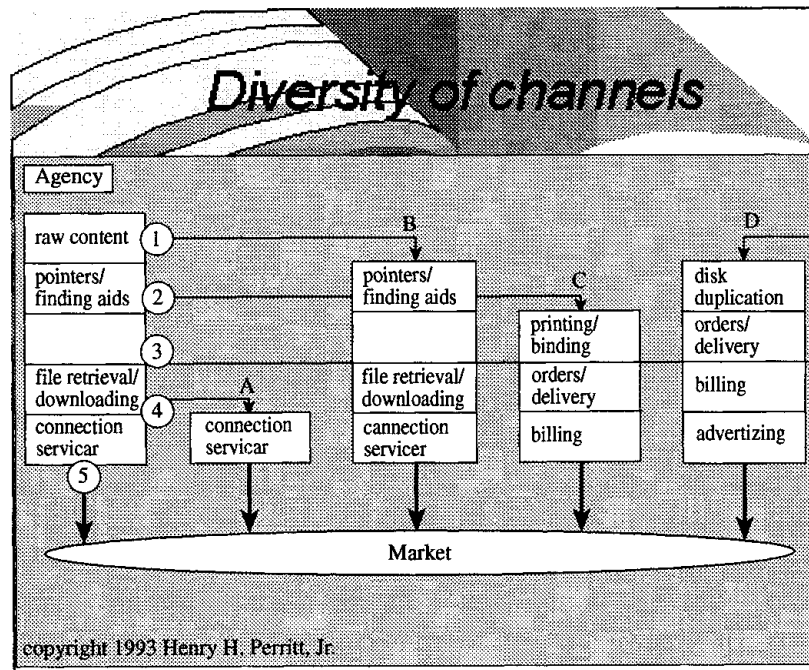 Diversity of channels
Agency
raw content
1
pointers/
finding aids
2
3
file retrieval/
downloading
4
connection
servicar
5
A
connection
servicar
B
pointers/
finding aids
file retrieval/
downloading
cannection
servicer
C
printing/
binding
orders/
delivery
billing
D
disk
duplication
orders/
delivery
billing
advertizing
Market
copyright 1993 Henry H. Perritt, Jr.